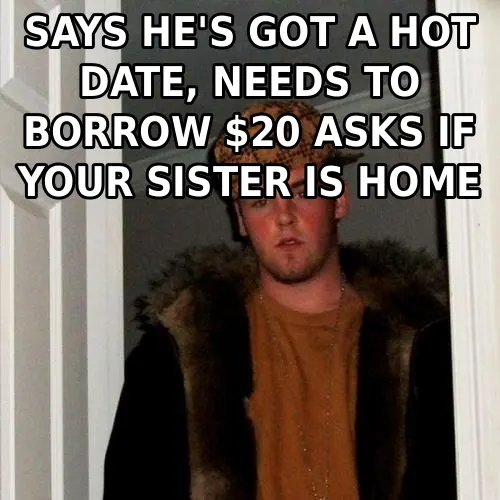 SAYS HE'S GOT A HOT
DATE, NEEDS TO
BORROW $20 ASKS IF
YOUR SISTER IS HOME